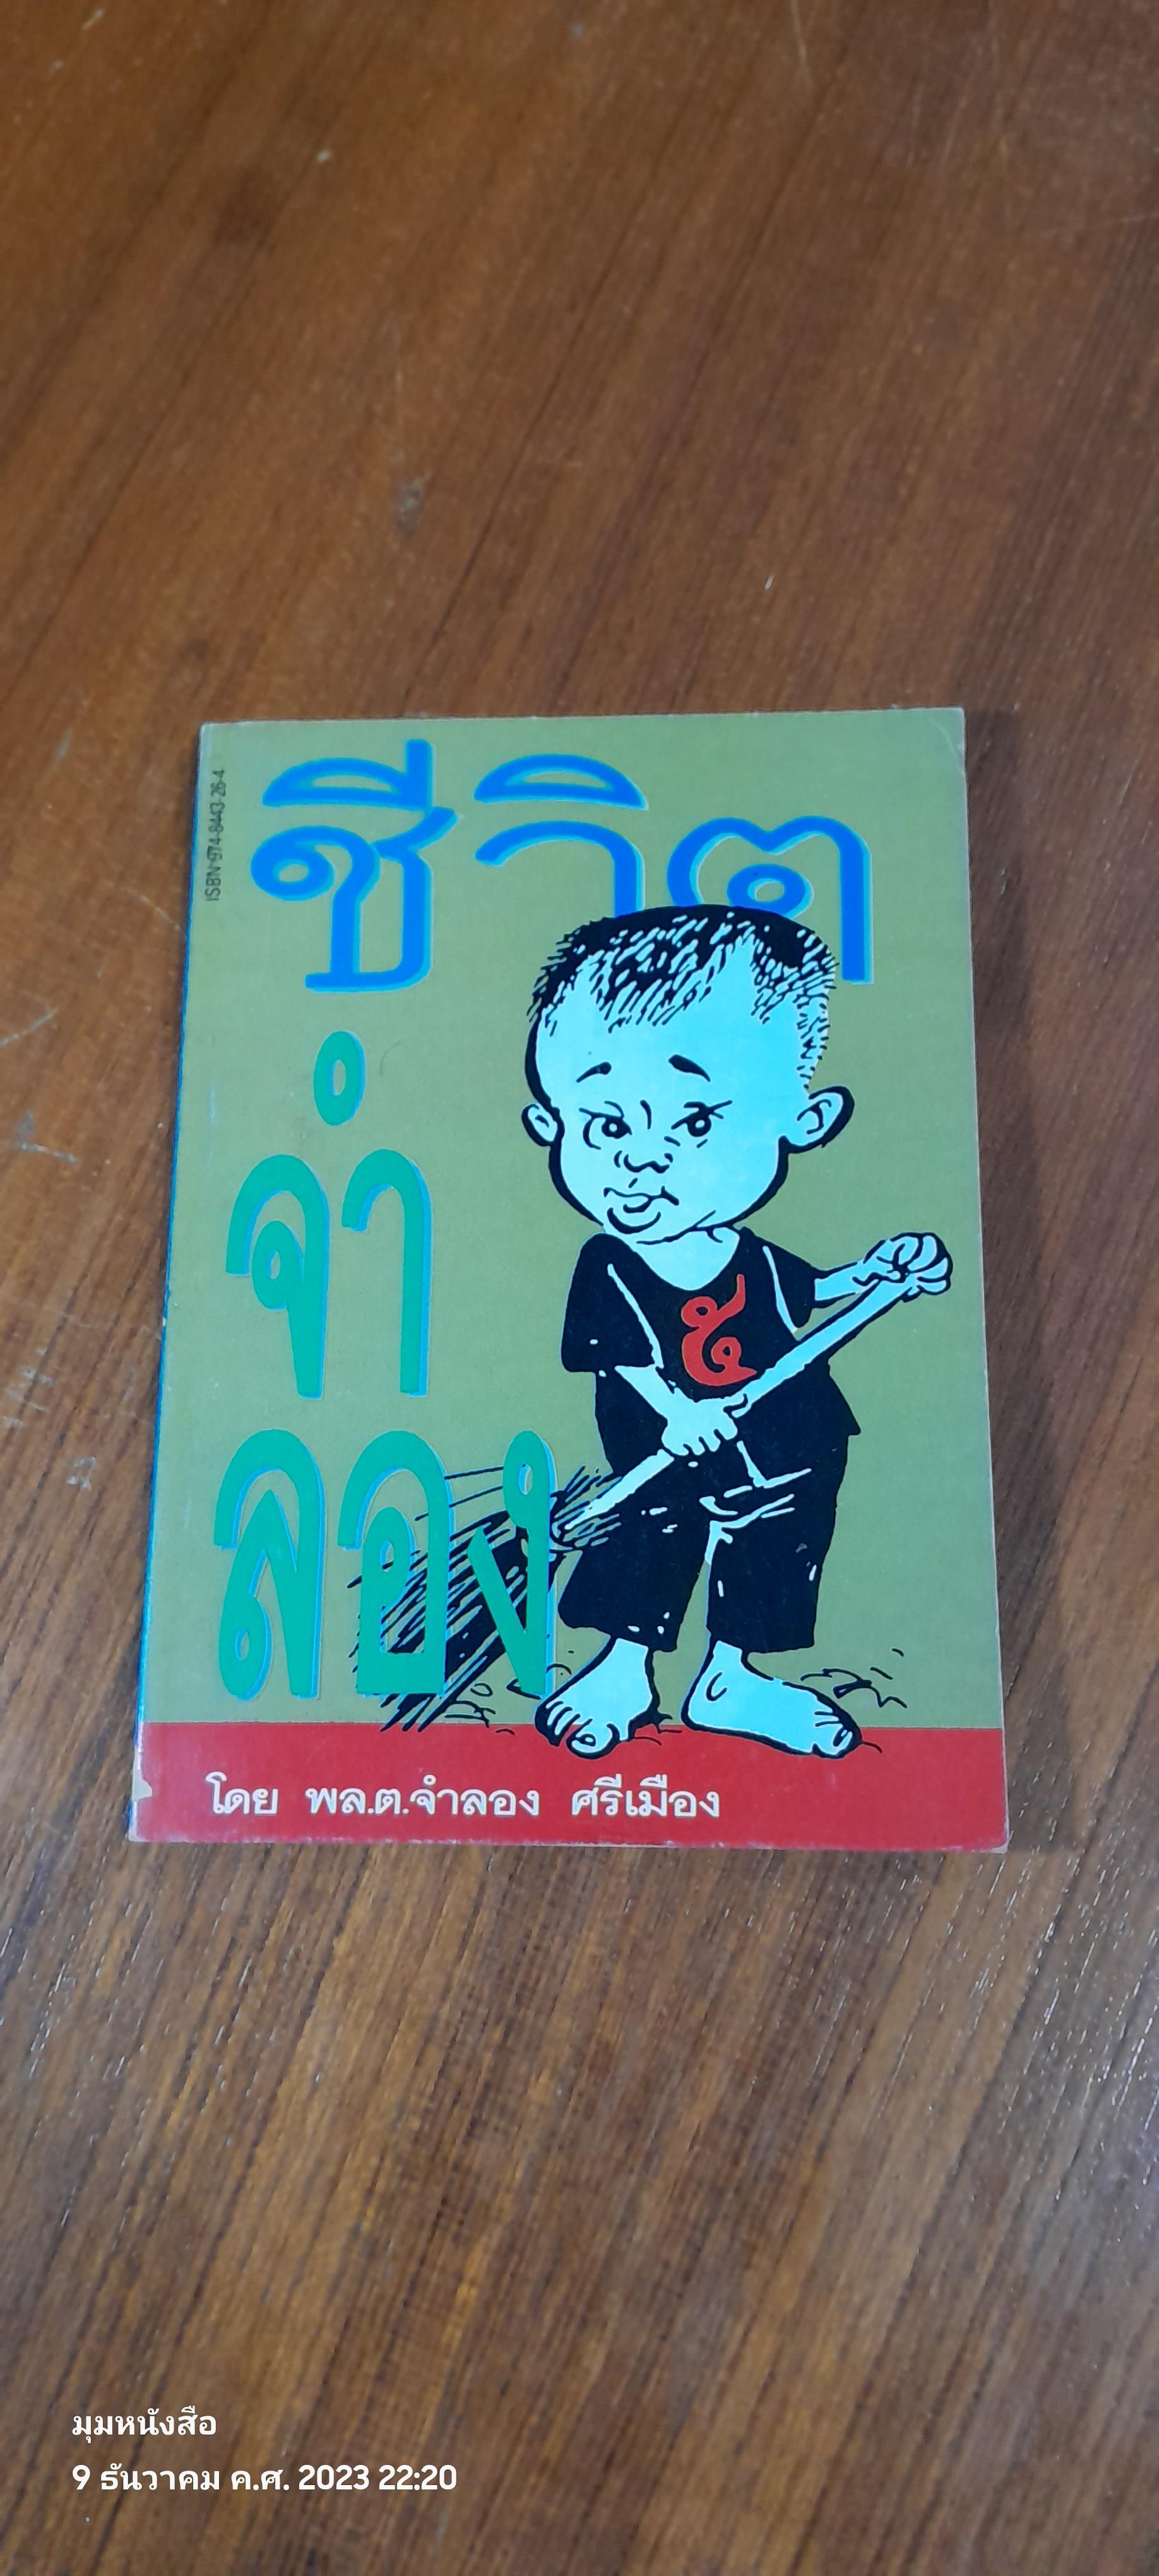 ISBN 974-8443-26-4
ชีวิต
จำ
ลอง
๕
โดย พล.ต.จำลอง ศรีเมือง
มุมหนังสือ
9 ธันวาคม ค.ศ. 2023 22:20